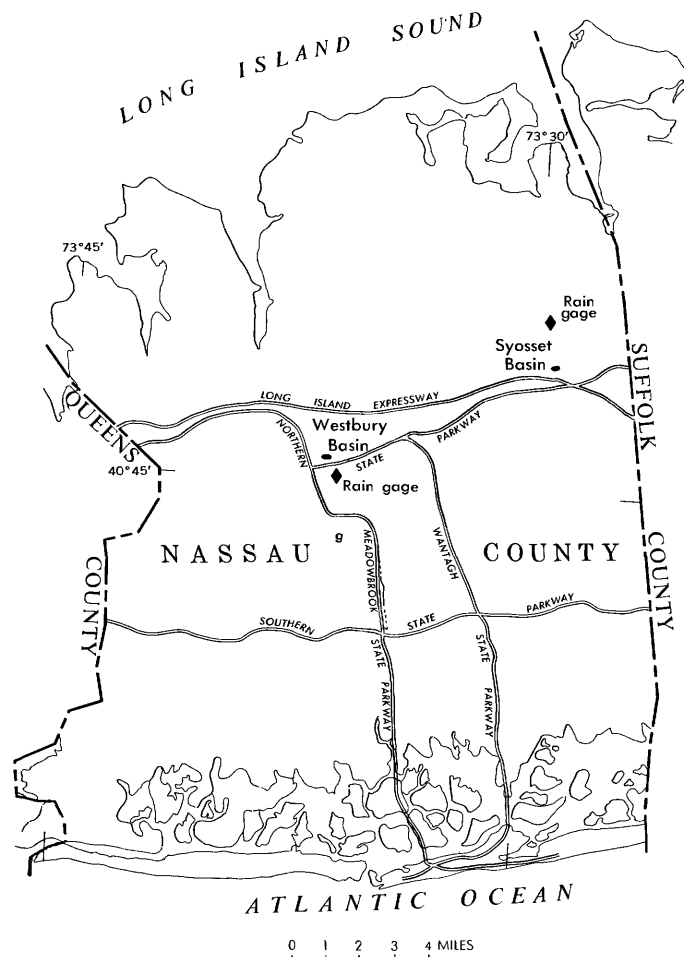 LONG ISLAND SOUND
73°30′
73°45′
Rain
gage
Syosset
Basin
SUFFOLK
COUNTY
QUEENS
COUNTY
LONG ISLAND EXPRESSWAY
NORTHERN
STATE
PARKWAY
Westbury
Basin
40°45′
Rain gage
g
NASSAU COUNTY
MEADOWBROOK
STATE
PARKWAY
WANTAGH
STATE
PARKWAY
SOUTHERN STATE PARKWAY
ATLANTIC OCEAN
0 1 2 3 4 MILES